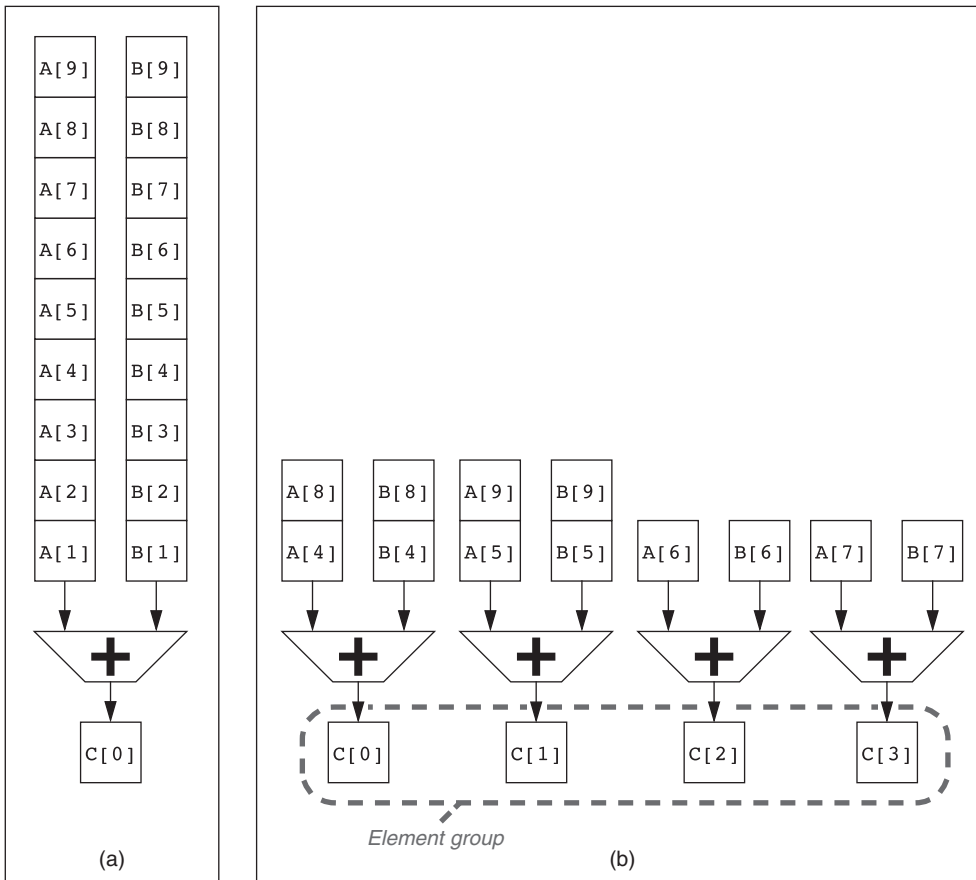 A[9] B[9]
A[8] B[8]
A[7] B[7]
A[6] B[6]
A[5] B[5]
A[4] B[4]
A[3] B[3]
A[2] B[2]
A[1] B[1]
+
C[0]
(a)
A[8] B[8] A[9] B[9]
A[4] B[4] A[5] B[5] A[6] B[6] A[7] B[7]
+ + + +
C[0] C[1] C[2] C[3]
Element group
(b)